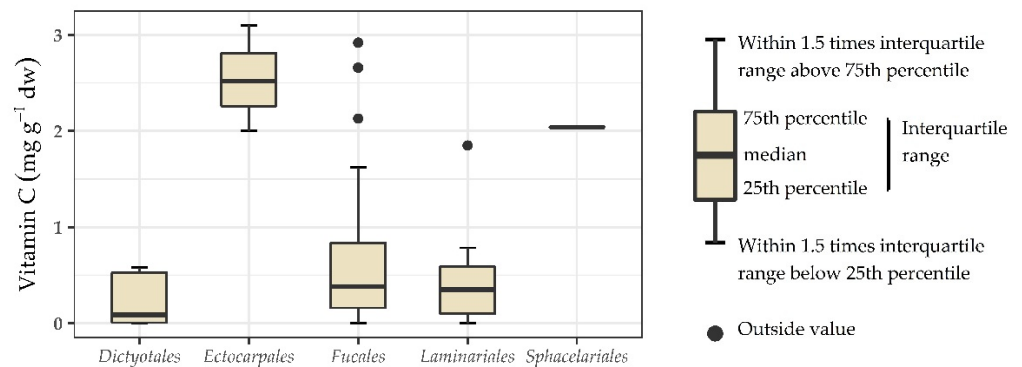 Vitamin C (mg g⁻¹ dw)
3
2
1
0
Dictyotales Ectocarpales Fucales Laminariales Sphacelariales
Within 1.5 times interquartile
range above 75th percentile
75th percentile
median
25th percentile
Interquartile
range
Within 1.5 times interquartile
range below 25th percentile
Outside value